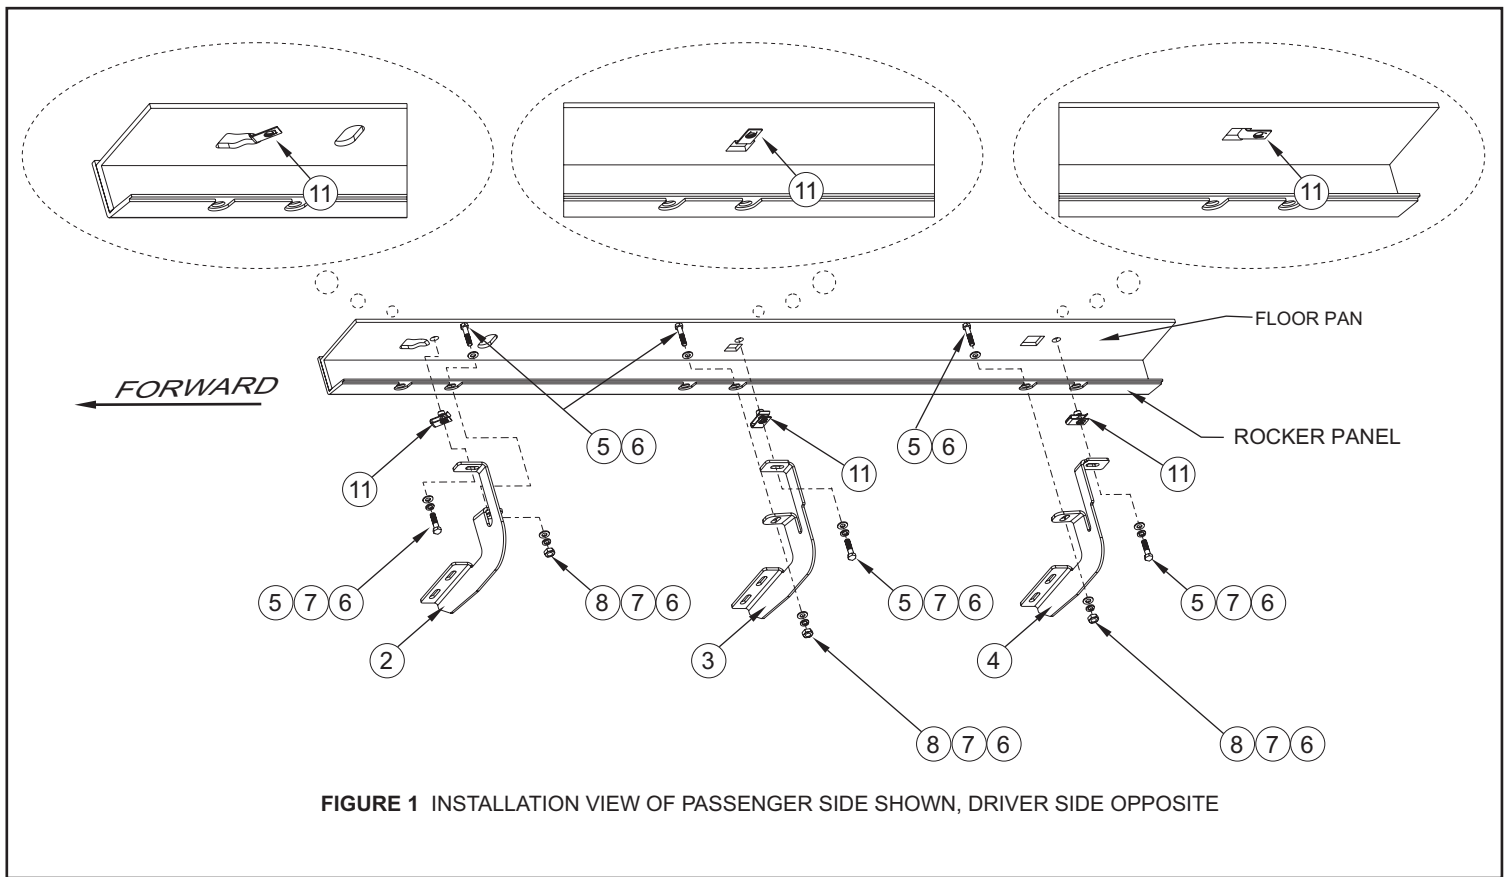 11
11
11
FLOOR PAN
FORWARD
ROCKER PANEL
5 6
5 6
11
11
11
5 7 6
8 7 6
5 7 6
5 7 6
2
3
4
8 7 6
8 7 6
FIGURE 1 INSTALLATION VIEW OF PASSENGER SIDE SHOWN, DRIVER SIDE OPPOSITE